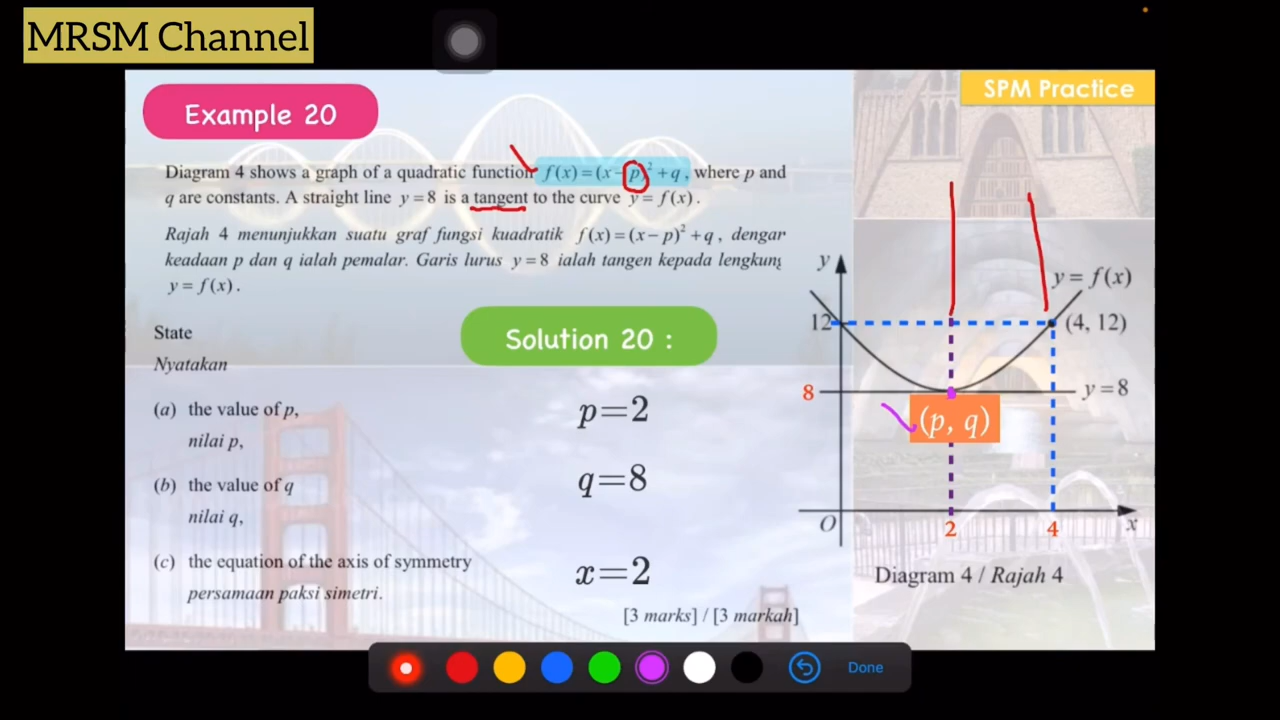 MRSM Channel
SPM Practice
Example 20
Diagram 4 shows a graph of a quadratic function f(x)=(x−p)²+q, where p and
q are constants. A straight line y=8 is a tangent to the curve y=f(x).
Rajah 4 menunjukkan suatu graf fungsi kuadratik f(x)=(x−p)²+q, dengan
keadaan p dan q ialah pemalar. Garis lurus y=8 ialah tangen kepada lengkung
y=f(x).
State
Nyatakan
Solution 20 :
(a) the value of p,
nilai p,
p=2
(b) the value of q
nilai q,
q=8
(c) the equation of the axis of symmetry
persamaan paksi simetri.
x=2
[3 marks] / [3 markah]
y
y=f(x)
12
(4, 12)
8
y=8
(p, q)
O
2
4
x
Diagram 4 / Rajah 4
Done